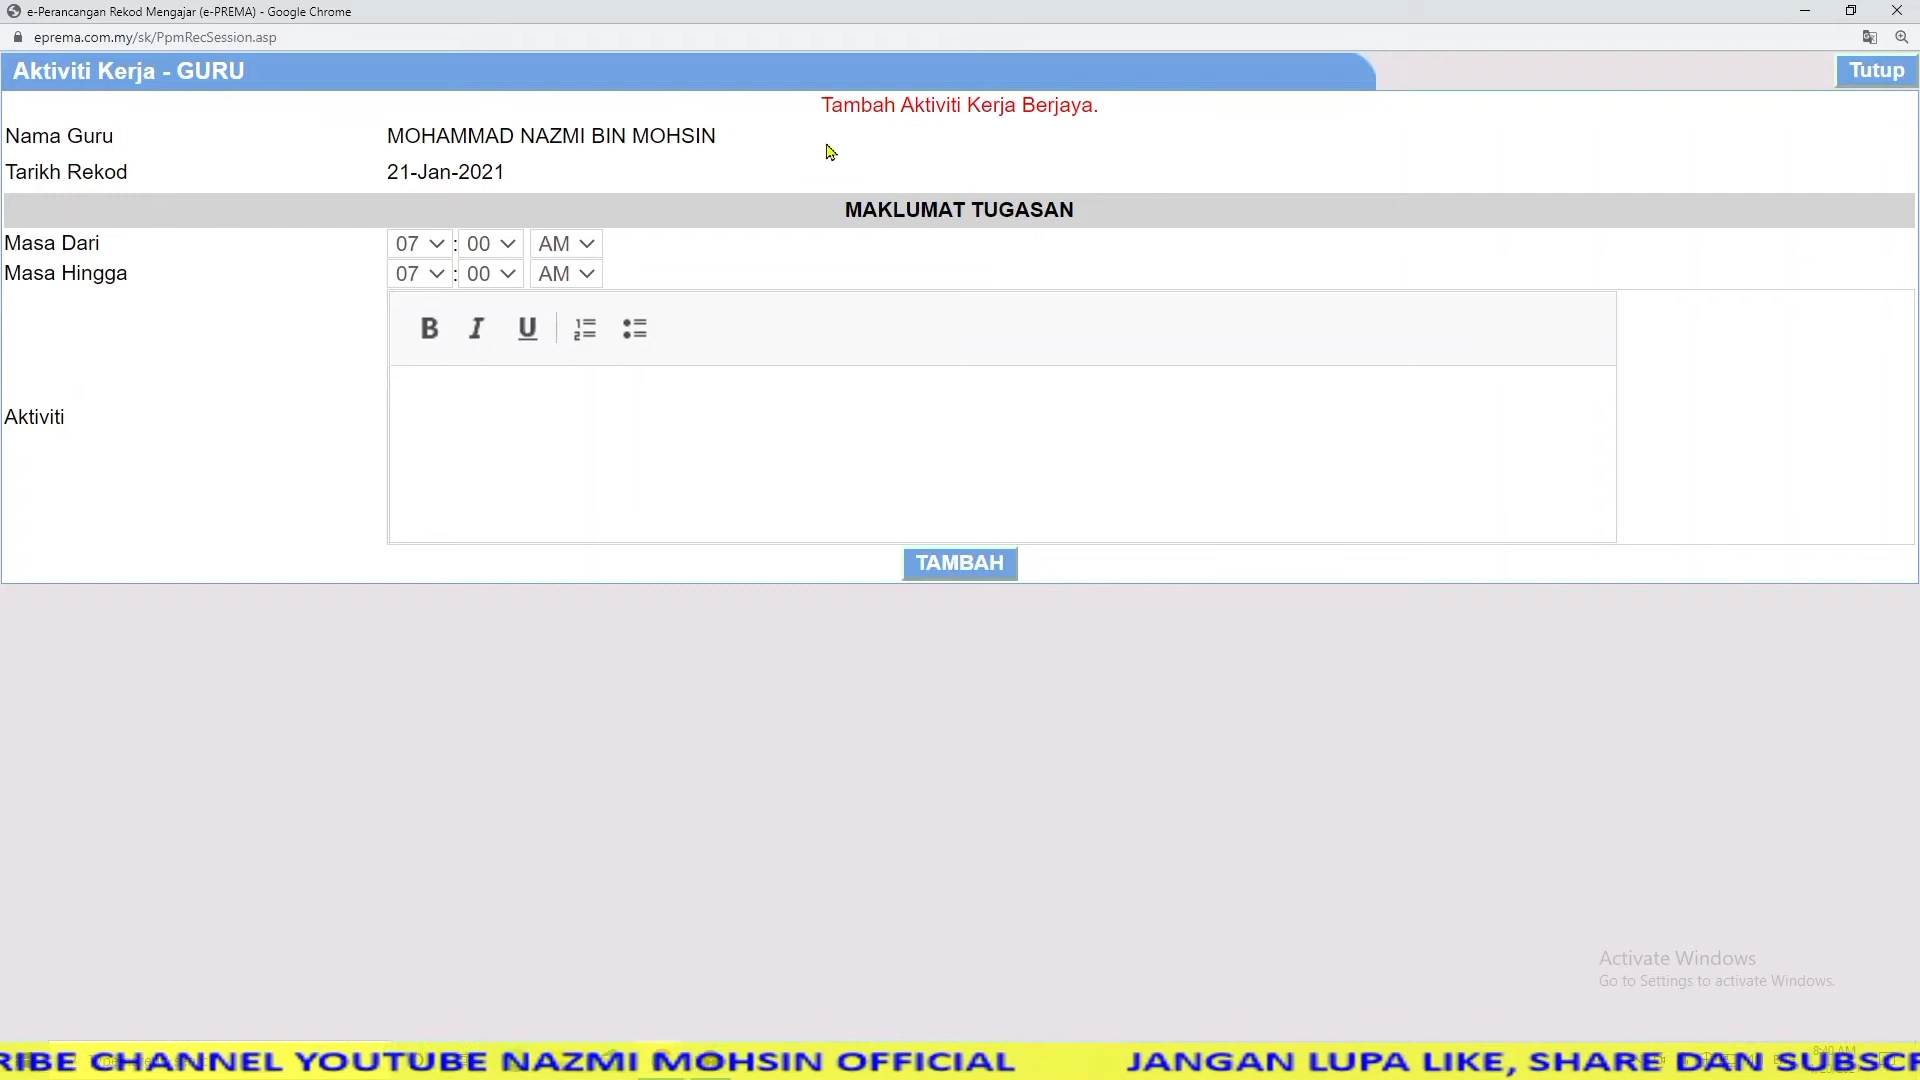 e-Perancangan Rekod Mengajar (e-PREMA) - Google Chrome
eprema.com.my/sk/PpmRecSession.asp
Aktiviti Kerja - GURU
Tutup
Tambah Aktiviti Kerja Berjaya.
Nama Guru MOHAMMAD NAZMI BIN MOHSIN
Tarikh Rekod 21-Jan-2021
MAKLUMAT TUGASAN
Masa Dari 07 : 00 AM
Masa Hingga 07 : 00 AM
B I U
Aktiviti
TAMBAH
Activate Windows
Go to Settings to activate Windows.
RIBE CHANNEL YOUTUBE NAZMI MOHSIN OFFICIAL JANGAN LUPA LIKE, SHARE DAN SUBSCR